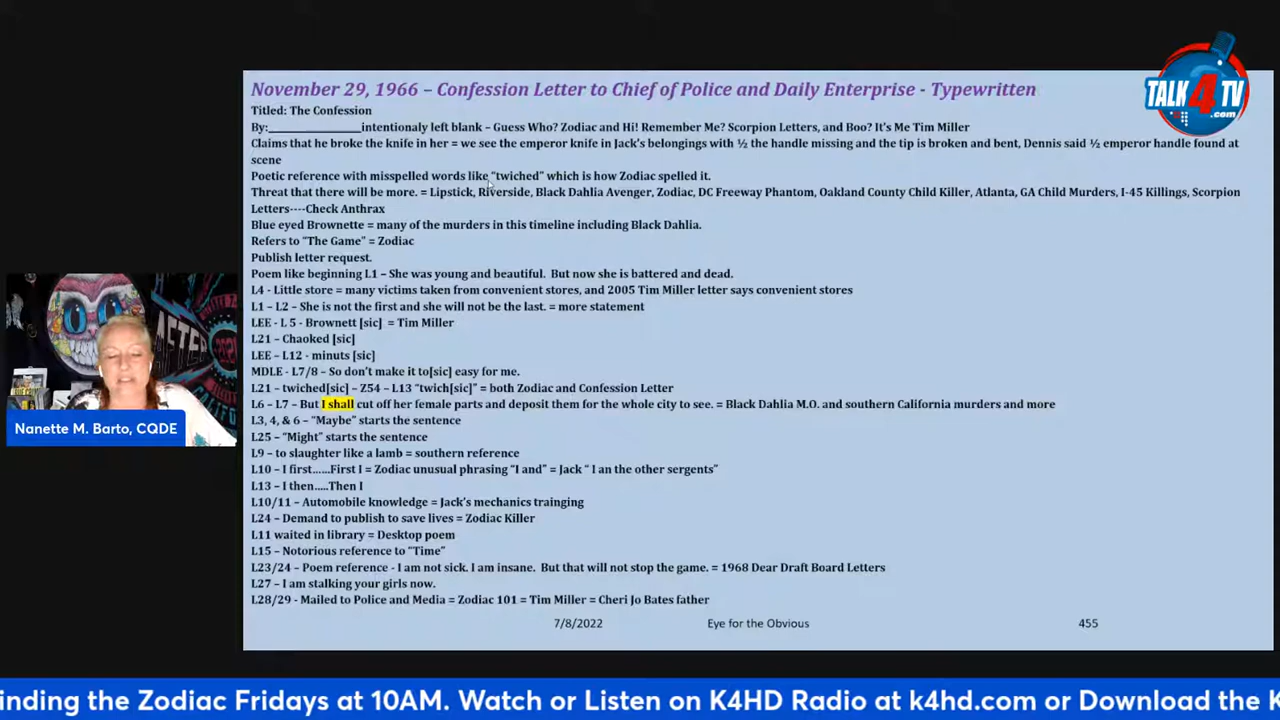 November 29, 1966 – Confession Letter to Chief of Police and Daily Enterprise - Typewritten
Titled: The Confession
By:____________________intentionaly left blank – Guess Who? Zodiac and Hi! Remember Me? Scorpion Letters, and Boo? It's Me Tim Miller
Claims that he broke the knife in her = we see the emperor knife in Jack's belongings with ½ the handle missing and the tip is broken and bent, Dennis said ½ emperor handle found at
scene
Poetic reference with misspelled words like "twiched" which is how Zodiac spelled it.
Threat that there will be more. = Lipstick, Riverside, Black Dahlia Avenger, Zodiac, DC Freeway Phantom, Oakland County Child Killer, Atlanta, GA Child Murders, I-45 Killings, Scorpion
Letters----Check Anthrax
Blue eyed Brownette = many of the murders in this timeline including Black Dahlia.
Refers to "The Game" = Zodiac
Publish letter request.
Poem like beginning L1 – She was young and beautiful.  But now she is battered and dead.
L4 - Little store = many victims taken from convenient stores, and 2005 Tim Miller letter says convenient stores
L1 – L2 – She is not the first and she will not be the last. = more statement
LEE - L 5 - Brownett [sic]  = Tim Miller
L21 – Chaoked [sic]
LEE – L12 - minuts [sic]
MDLE - L7/8 – So don't make it to[sic] easy for me.
L21 – twiched[sic] – Z54 – L13 "twich[sic]" = both Zodiac and Confession Letter
L6 – L7 – But I shall cut off her female parts and deposit them for the whole city to see. = Black Dahlia M.O. and southern California murders and more
L3, 4, & 6 – "Maybe" starts the sentence
L25 – "Might" starts the sentence
L9 – to slaughter like a lamb = southern reference
L10 – I first......First I = Zodiac unusual phrasing "I and" = Jack " I an the other sergents"
L13 – I then.....Then I
L10/11 – Automobile knowledge = Jack's mechanics trainging
L24 – Demand to publish to save lives = Zodiac Killer
L11 waited in library = Desktop poem
L15 – Notorious reference to "Time"
L23/24 – Poem reference - I am not sick. I am insane.  But that will not stop the game. = 1968 Dear Draft Board Letters
L27 – I am stalking your girls now.
L28/29 - Mailed to Police and Media = Zodiac 101 = Tim Miller = Cheri Jo Bates father
7/8/2022 Eye for the Obvious 455
TALK 4 TV
AFTER
Nanette M. Barto, CQDE
inding the Zodiac Fridays at 10AM. Watch or Listen on K4HD Radio at k4hd.com or Download the K